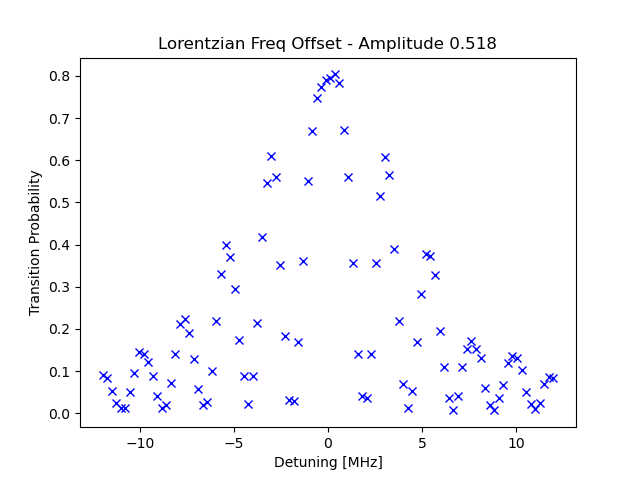 Lorentzian Freq Offset - Amplitude 0.518
0.8
0.7
0.6
0.5
0.4
0.3
0.2
0.1
0.0
Transition Probability
−10 −5 0 5 10
Detuning [MHz]